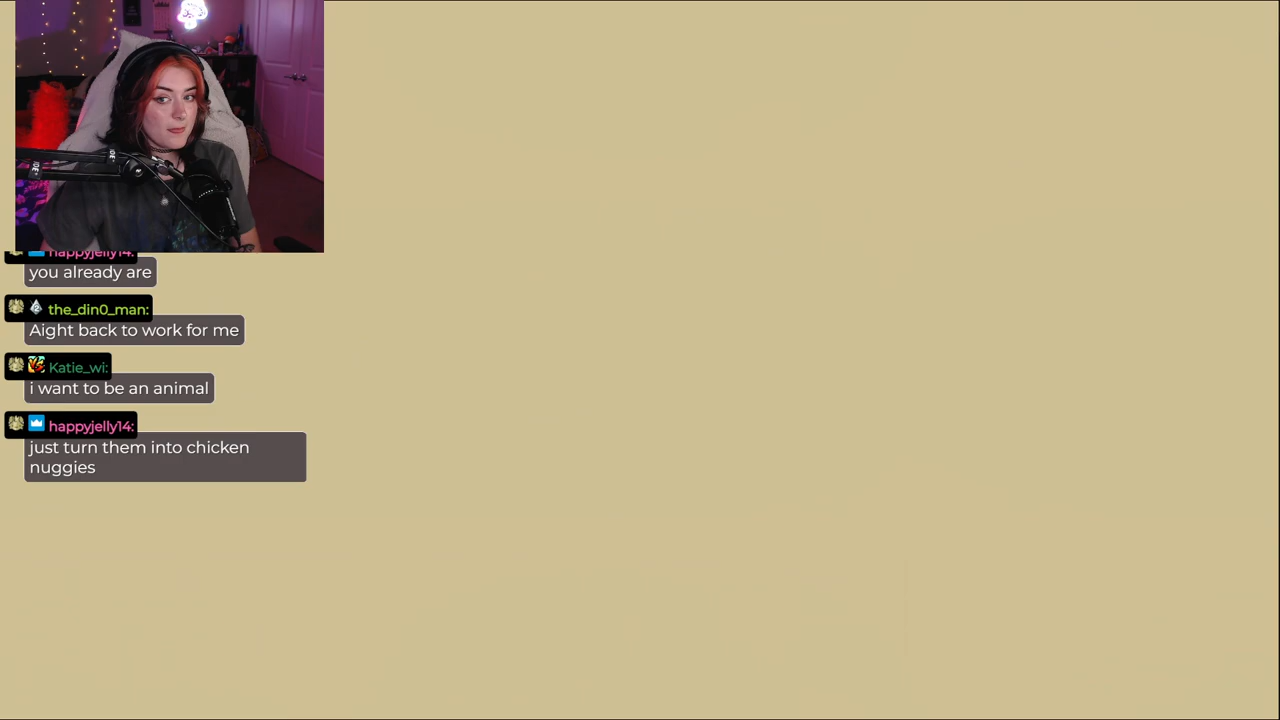 happyjelly14:
you already are
the_din0_man:
Aight back to work for me
Katie_wi:
i want to be an animal
happyjelly14:
just turn them into chicken
nuggies